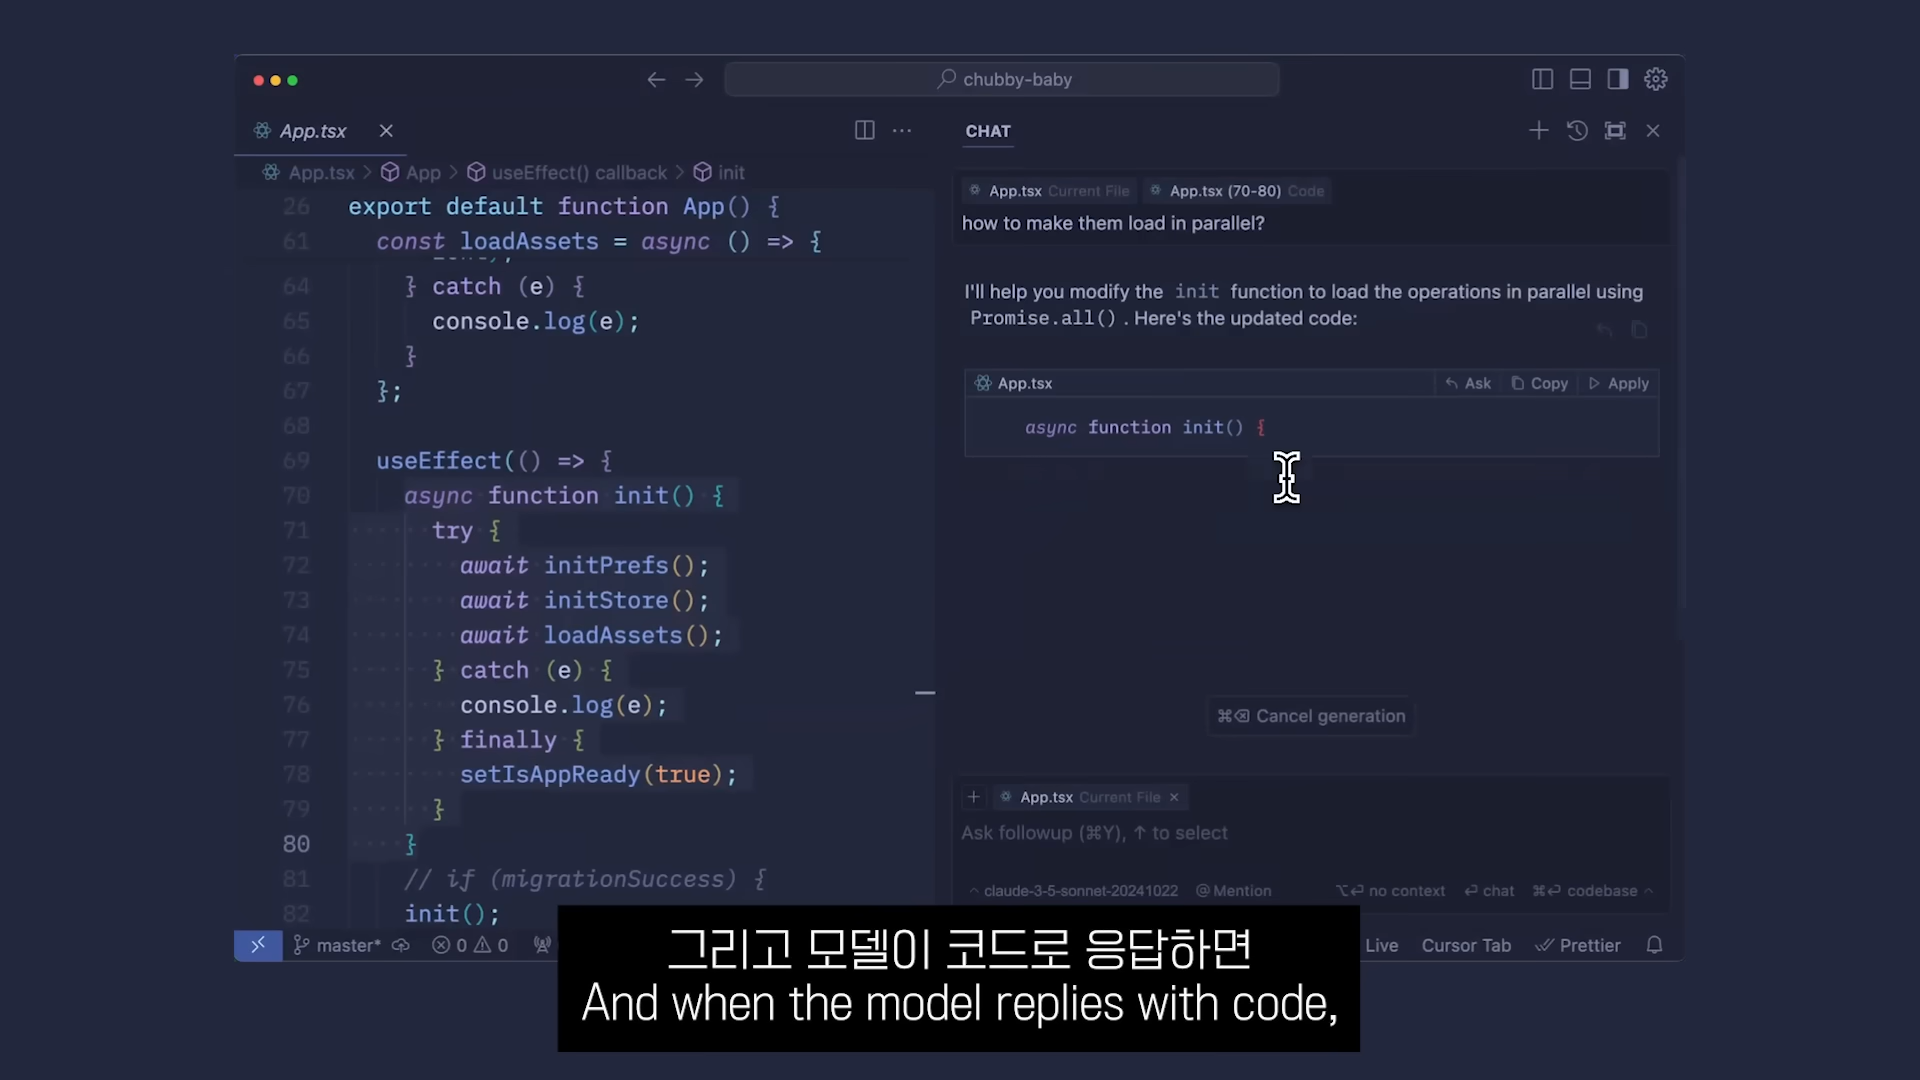 chubby-baby
App.tsx
App.tsx > App > useEffect() callback > init
26 export default function App() {
61 const loadAssets = async () => {
64 } catch (e) {
65 console.log(e);
66 }
67 };
68
69 useEffect(() => {
70 async function init() {
71 try {
72 await initPrefs();
73 await initStore();
74 await loadAssets();
75 } catch (e) {
76 console.log(e);
77 } finally {
78 setIsAppReady(true);
79 }
80 }
81 // if (migrationSuccess) {
82 init();
CHAT
App.tsx Current File App.tsx (70-80) Code
how to make them load in parallel?
I'll help you modify the init function to load the operations in parallel using
Promise.all() . Here's the updated code:
App.tsx Ask Copy Apply
async function init() {
⌘⌫ Cancel generation
+ App.tsx Current File ×
Ask followup (⌘Y), ↑ to select
^ claude-3-5-sonnet-20241022 @ Mention ⌥⏎ no context ⏎ chat ⌘⏎ codebase ^
master* 0 0 Live Cursor Tab Prettier
그리고 모델이 코드로 응답하면
And when the model replies with code,